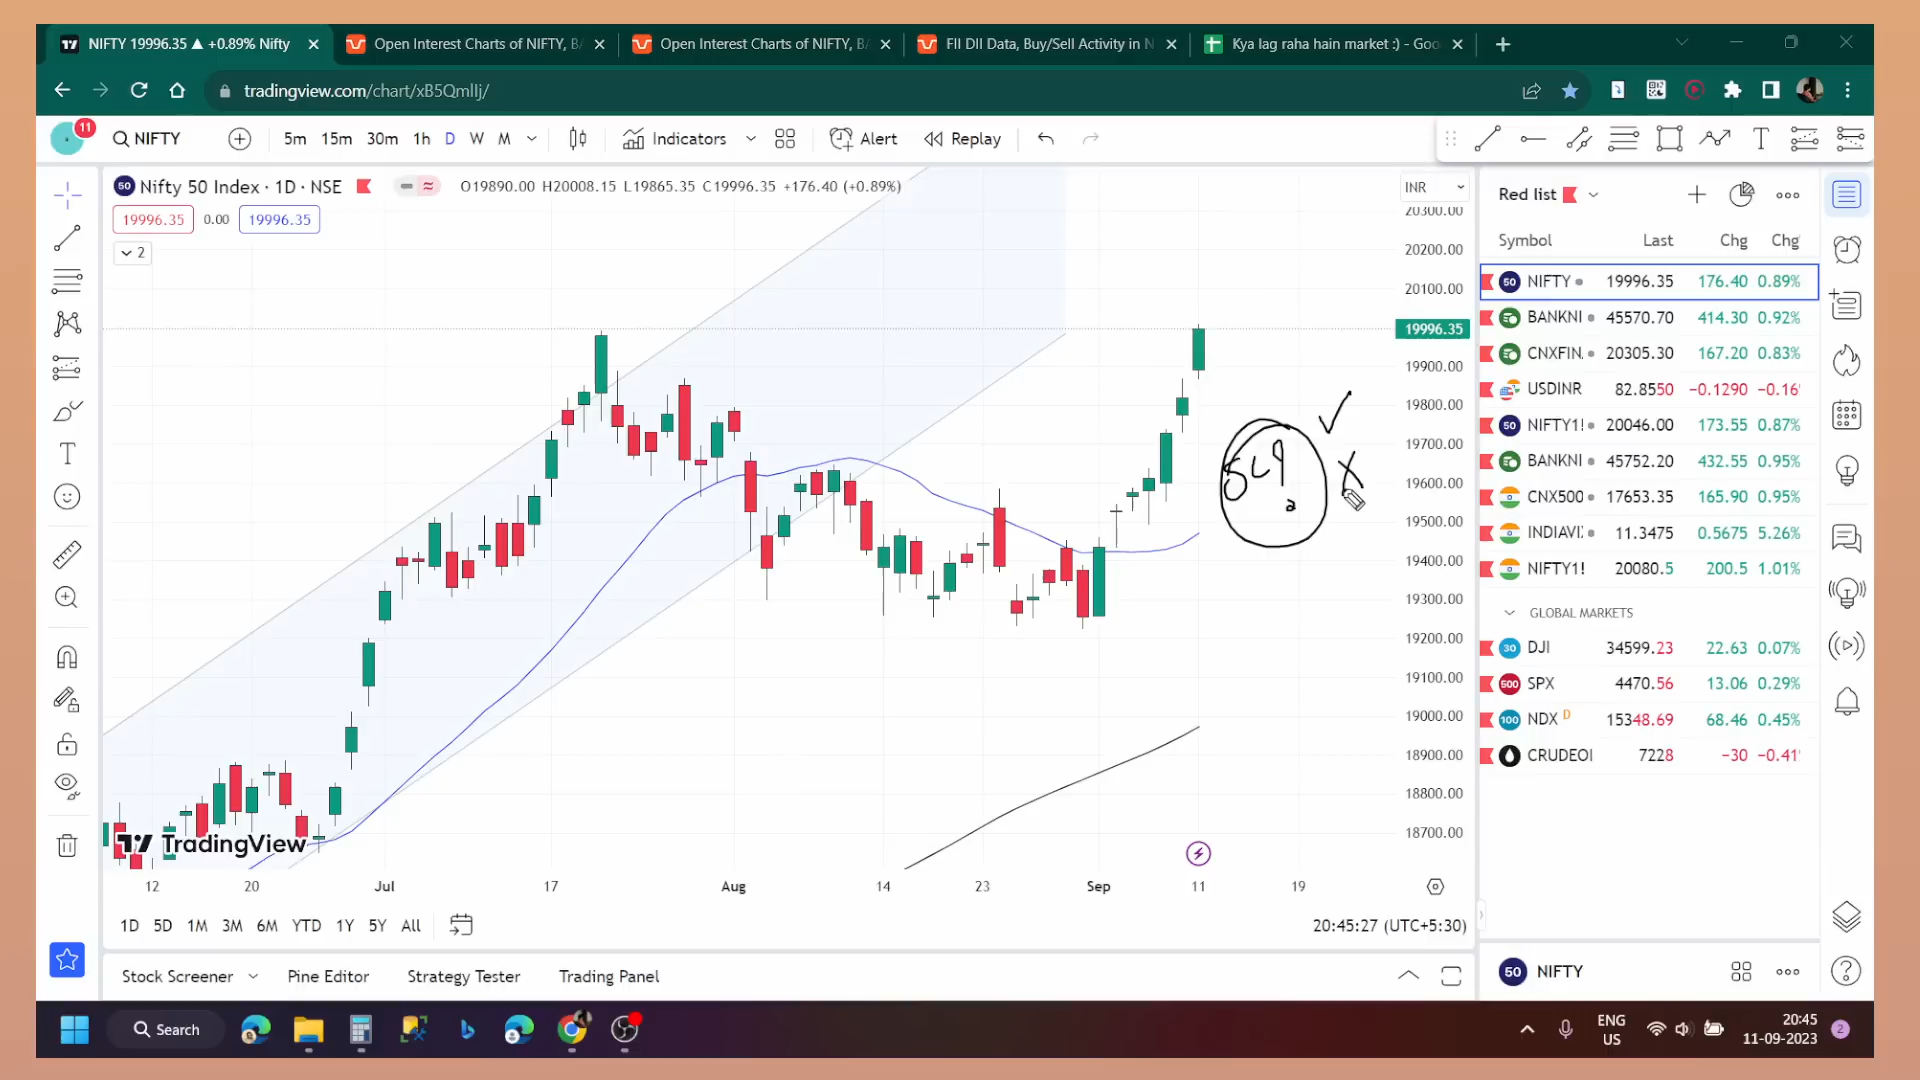 NIFTY 19996.35 ▲ +0.89% Nifty
Open Interest Charts of NIFTY, BA
Open Interest Charts of NIFTY, BA
FII DII Data, Buy/Sell Activity in N
Kya lag raha hain market :) - Goo
tradingview.com/chart/xB5QmlIj/
11
NIFTY
5m 15m 30m 1h D W M
Indicators
Alert
Replay
50 Nifty 50 Index · 1D · NSE
O19890.00 H20008.15 L19865.35 C19996.35 +176.40 (+0.89%)
INR
19996.35 0.00 19996.35
2
20300.00
20200.00
20100.00
19996.35
19900.00
19800.00
19700.00
19600.00
19500.00
19400.00
19300.00
19200.00
19100.00
19000.00
18900.00
18800.00
18700.00
TradingView
12 20 Jul 17 Aug 14 23 Sep 11 19
1D 5D 1M 3M 6M YTD 1Y 5Y All
20:45:27 (UTC+5:30)
Stock Screener Pine Editor Strategy Tester Trading Panel
Red list
Symbol Last Chg Chg
50 NIFTY 19996.35 176.40 0.89%
BANKNI 45570.70 414.30 0.92%
CNXFIN. 20305.30 167.20 0.83%
USDINR 82.8550 −0.1290 −0.16
50 NIFTY1! 20046.00 173.55 0.87%
BANKNI 45752.20 432.55 0.95%
CNX500 17653.35 165.90 0.95%
INDIAVI 11.3475 0.5675 5.26%
NIFTY1! 20080.5 200.5 1.01%
GLOBAL MARKETS
30 DJI 34599.23 22.63 0.07%
500 SPX 4470.56 13.06 0.29%
100 NDX D 15348.69 68.46 0.45%
CRUDEOI 7228 −30 −0.41
50 NIFTY
Search
ENG
US
20:45
11-09-2023
2